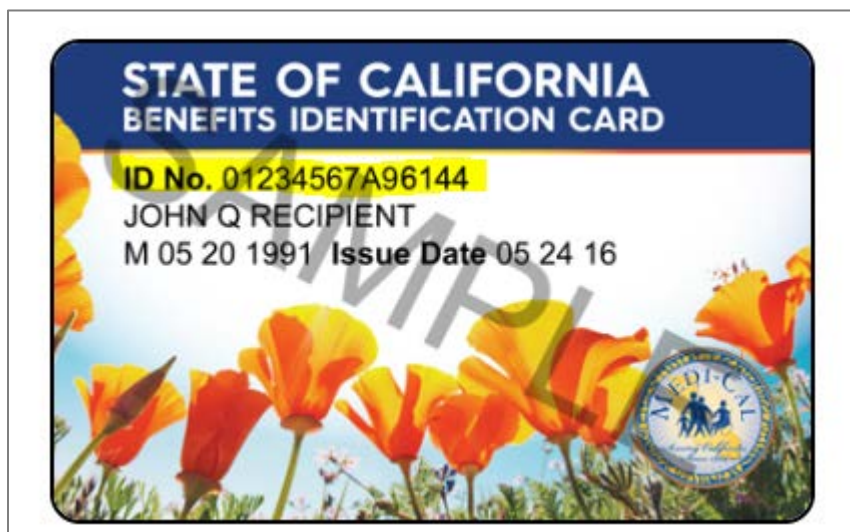 STATE OF CALIFORNIA
BENEFITS IDENTIFICATION CARD
ID No. 01234567A96144
JOHN Q RECIPIENT
M 05 20 1991 Issue Date 05 24 16
SAMPLE
MEDI-CAL